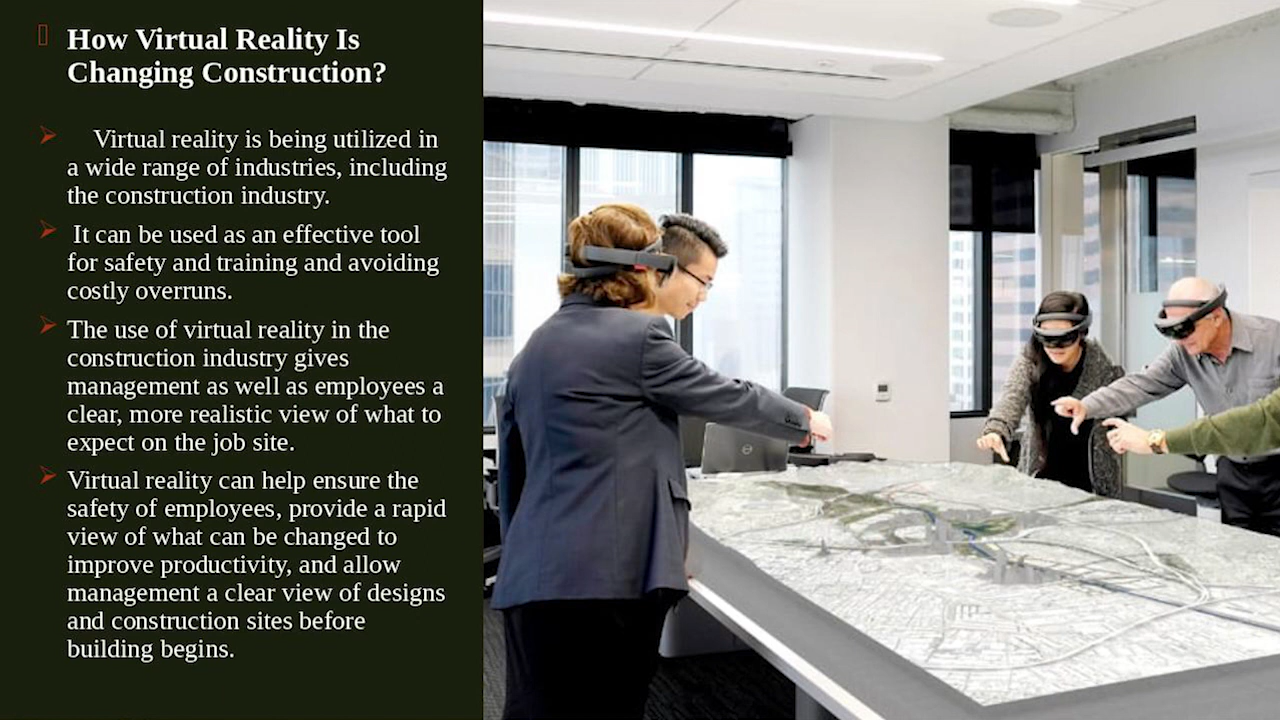 How Virtual Reality Is
Changing Construction?
Virtual reality is being utilized in
a wide range of industries, including
the construction industry.
It can be used as an effective tool
for safety and training and avoiding
costly overruns.
The use of virtual reality in the
construction industry gives
management as well as employees a
clear, more realistic view of what to
expect on the job site.
Virtual reality can help ensure the
safety of employees, provide a rapid
view of what can be changed to
improve productivity, and allow
management a clear view of designs
and construction sites before
building begins.